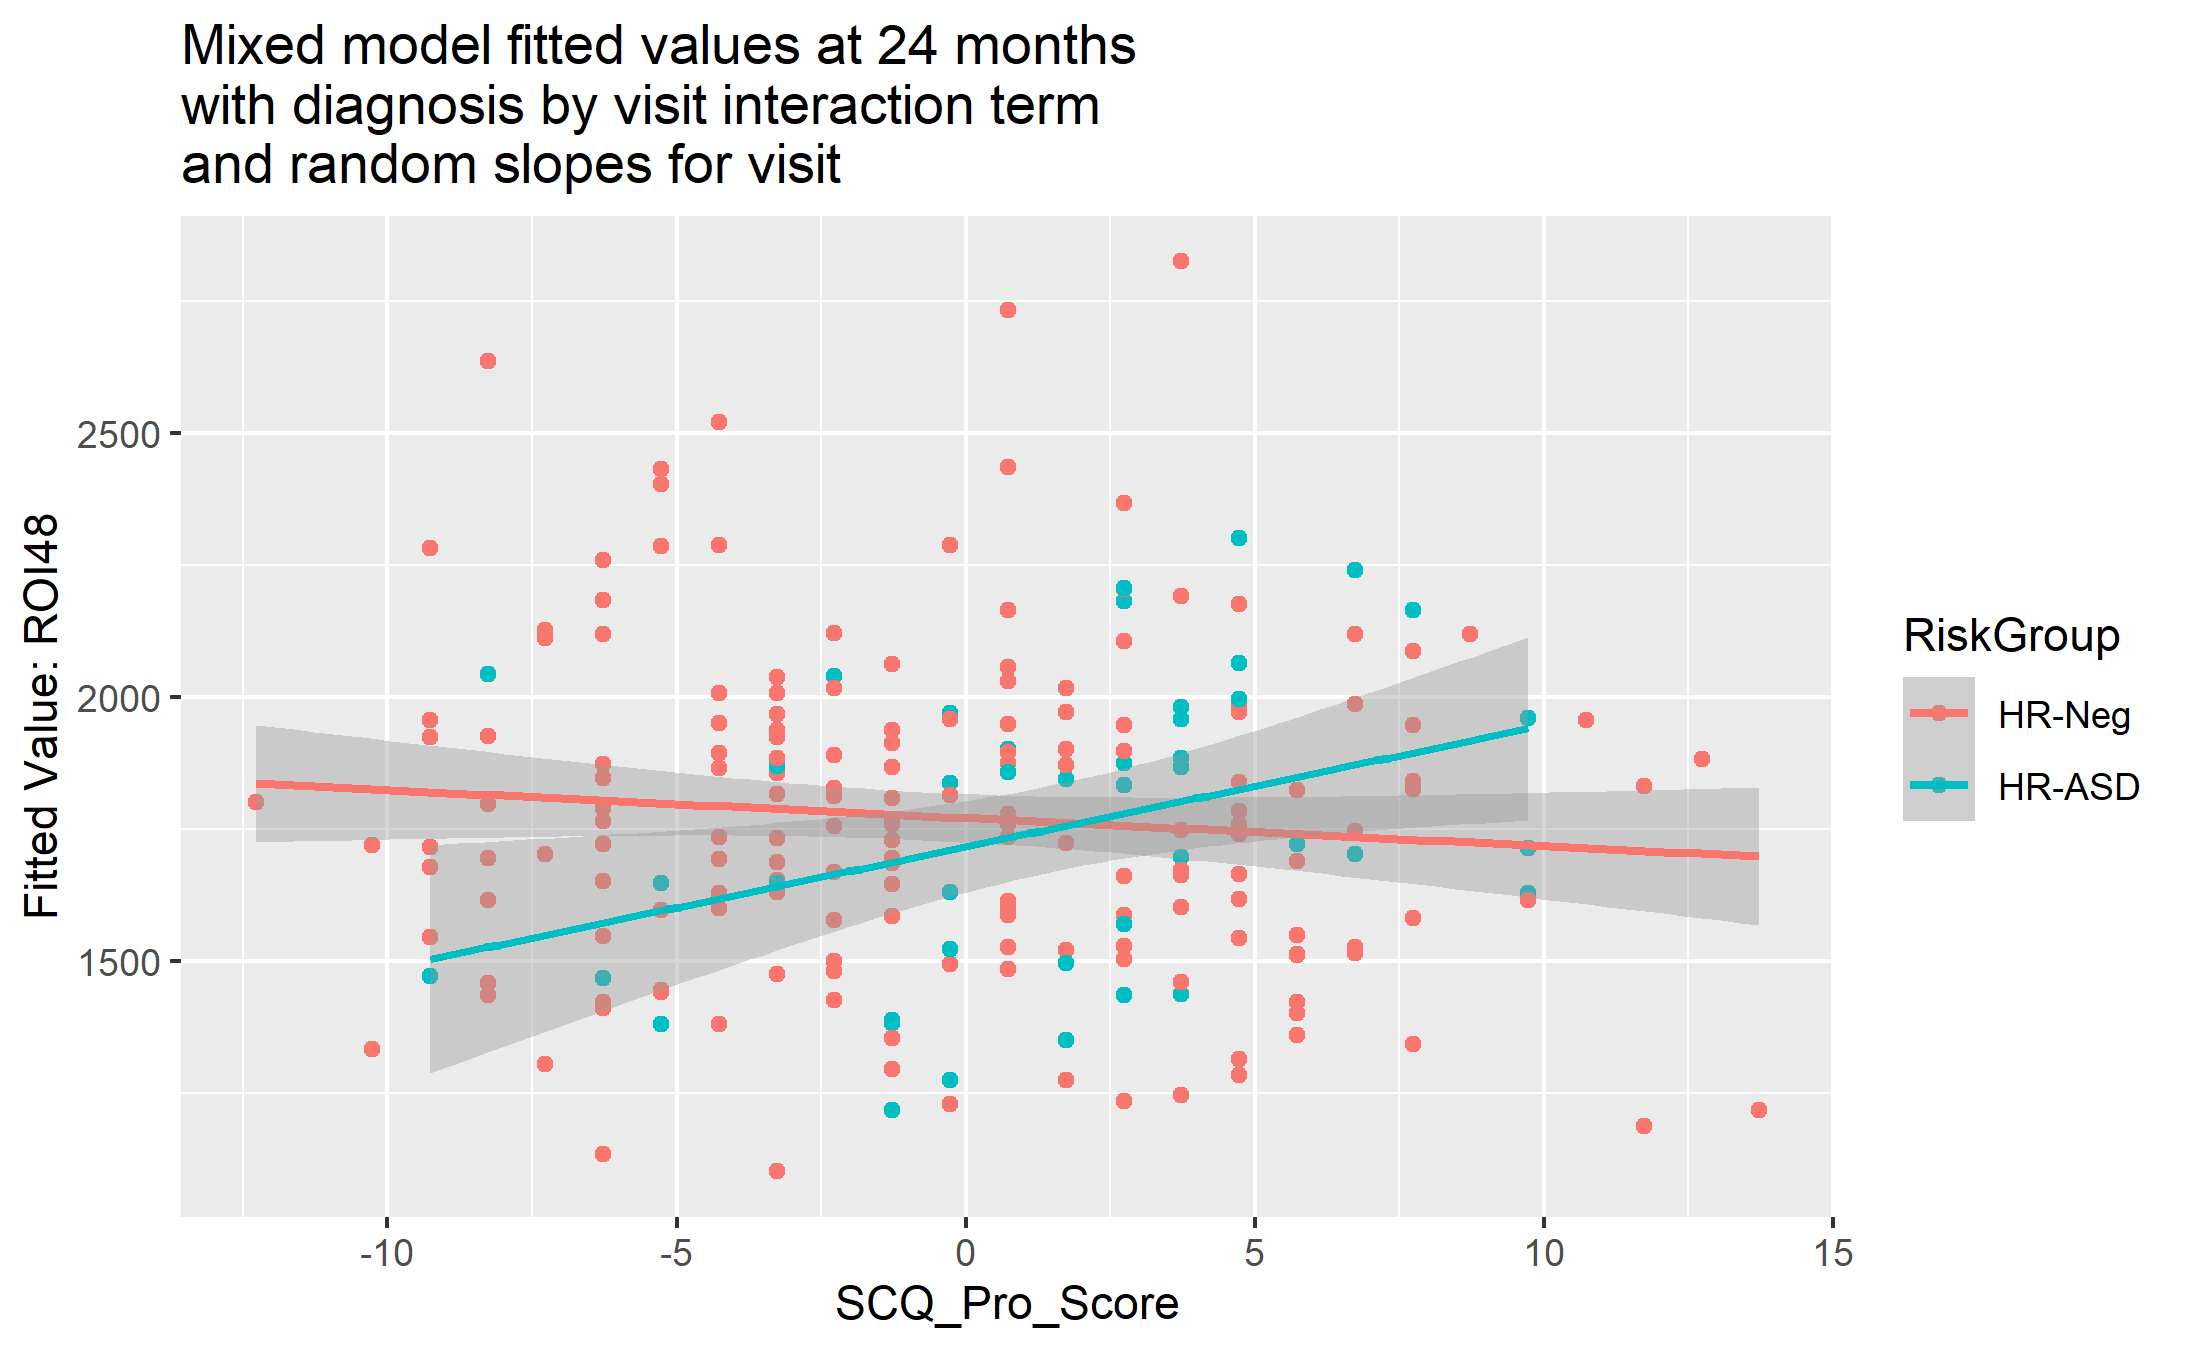 Mixed model fitted values at 24 months
with diagnosis by visit interaction term
and random slopes for visit
Fitted Value: ROI48
2500
2000
1500
-10
-5
0
5
10
15
SCQ_Pro_Score
RiskGroup
HR-Neg
HR-ASD